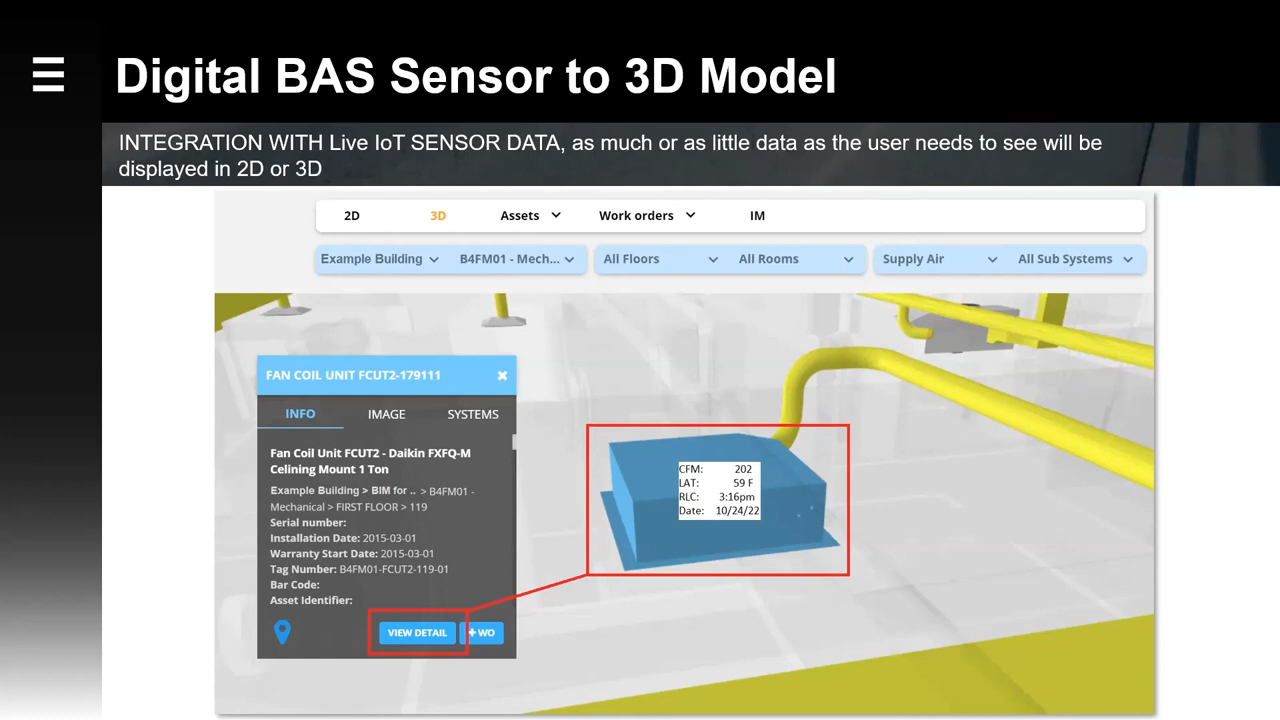 Digital BAS Sensor to 3D Model
INTEGRATION WITH Live IoT SENSOR DATA, as much or as little data as the user needs to see will be
displayed in 2D or 3D
2D 3D Assets Work orders IM
Example Building B4FM01 - Mech... All Floors All Rooms Supply Air All Sub Systems
FAN COIL UNIT FCUT2-179111
INFO IMAGE SYSTEMS
Fan Coil Unit FCUT2 - Daikin FXFQ-M
Celining Mount 1 Ton
Example Building > BIM for .. > B4FM01 -
Mechanical > FIRST FLOOR > 119
Serial number:
Installation Date: 2015-03-01
Warranty Start Date: 2015-03-01
Tag Number: B4FM01-FCUT2-119-01
Bar Code:
Asset Identifier:
VIEW DETAIL + WO
CFM: 202
LAT: 59 F
RLC: 3:16pm
Date: 10/24/22